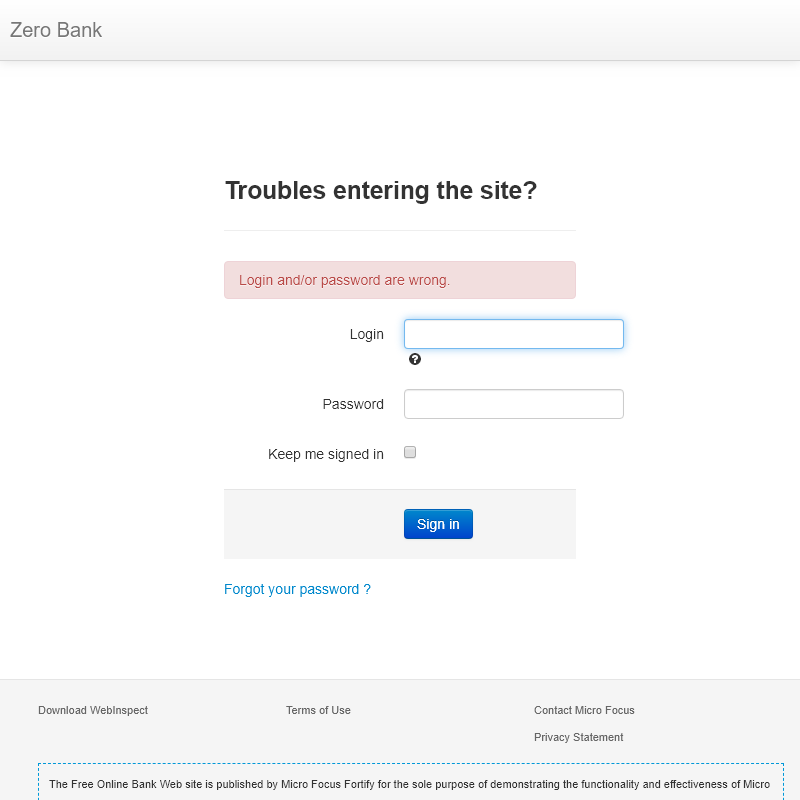 Zero Bank
Troubles entering the site?
Login and/or password are wrong.
Login
Password
Keep me signed in
Sign in
Forgot your password ?
Download WebInspect
Terms of Use
Contact Micro Focus
Privacy Statement
The Free Online Bank Web site is published by Micro Focus Fortify for the sole purpose of demonstrating the functionality and effectiveness of Micro